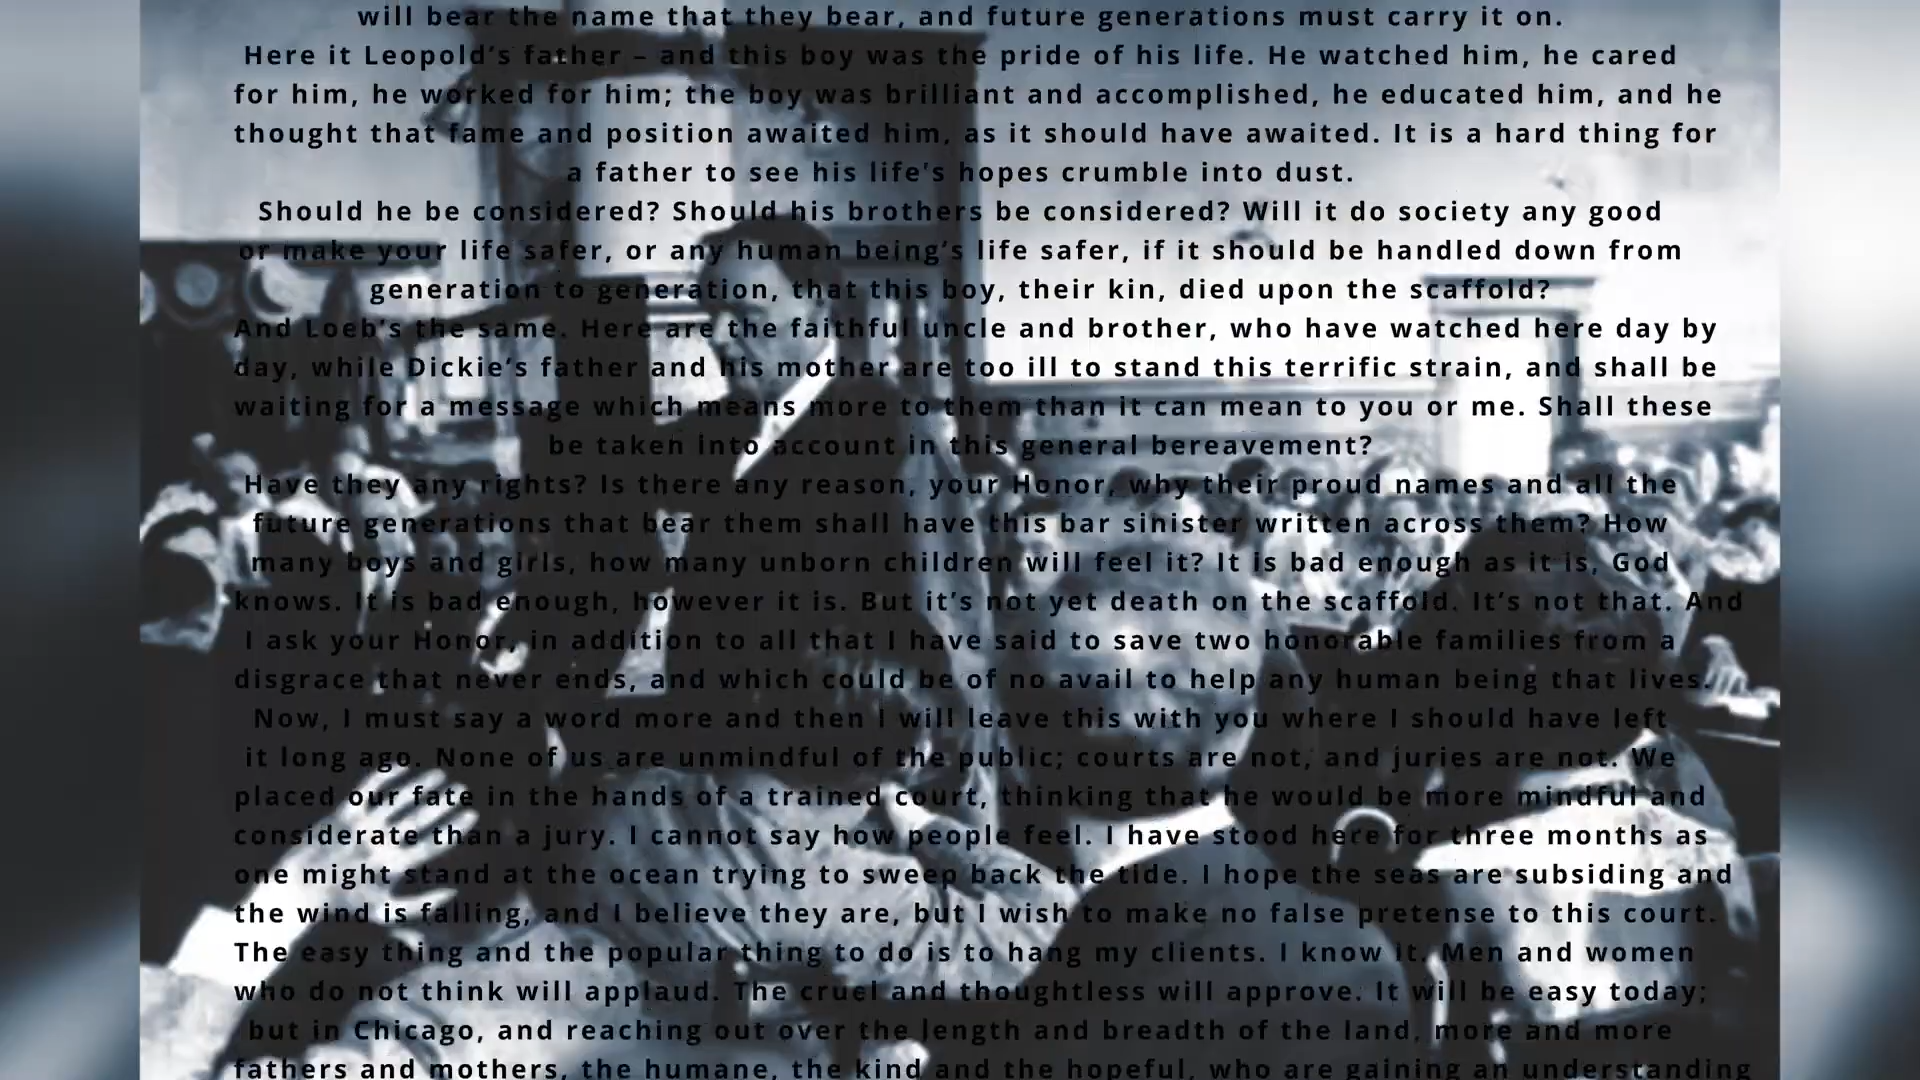 will bear the name that they bear, and future generations must carry it on.
Here it Leopold’s father – and this boy was the pride of his life. He watched him, he cared
for him, he worked for him; the boy was brilliant and accomplished, he educated him, and he
thought that fame and position awaited him, as it should have awaited. It is a hard thing for
a father to see his life’s hopes crumble into dust.
Should he be considered? Should his brothers be considered? Will it do society any good
or make your life safer, or any human being’s life safer, if it should be handled down from
generation to generation, that this boy, their kin, died upon the scaffold?
And Loeb’s the same. Here are the faithful uncle and brother, who have watched here day by
day, while Dickie’s father and his mother are too ill to stand this terrific strain, and shall be
waiting for a message which means more to them than it can mean to you or me. Shall these
be taken into account in this general bereavement?
Have they any rights? Is there any reason, your Honor, why their proud names and all the
future generations that bear them shall have this bar sinister written across them? How
many boys and girls, how many unborn children will feel it? It is bad enough as it is, God
knows. It is bad enough, however it is. But it’s not yet death on the scaffold. It’s not that. And
I ask your Honor, in addition to all that I have said to save two honorable families from a
disgrace that never ends, and which could be of no avail to help any human being that lives.
Now, I must say a word more and then I will leave this with you where I should have left
it long ago. None of us are unmindful of the public; courts are not, and juries are not. We
placed our fate in the hands of a trained court, thinking that he would be more mindful and
considerate than a jury. I cannot say how people feel. I have stood here for three months as
one might stand at the ocean trying to sweep back the tide. I hope the seas are subsiding and
the wind is falling, and I believe they are, but I wish to make no false pretense to this court.
The easy thing and the popular thing to do is to hang my clients. I know it. Men and women
who do not think will applaud. The cruel and thoughtless will approve. It will be easy today;
but in Chicago, and reaching out over the length and breadth of the land, more and more
fathers and mothers, the humane, the kind and the hopeful, who are gaining an understanding